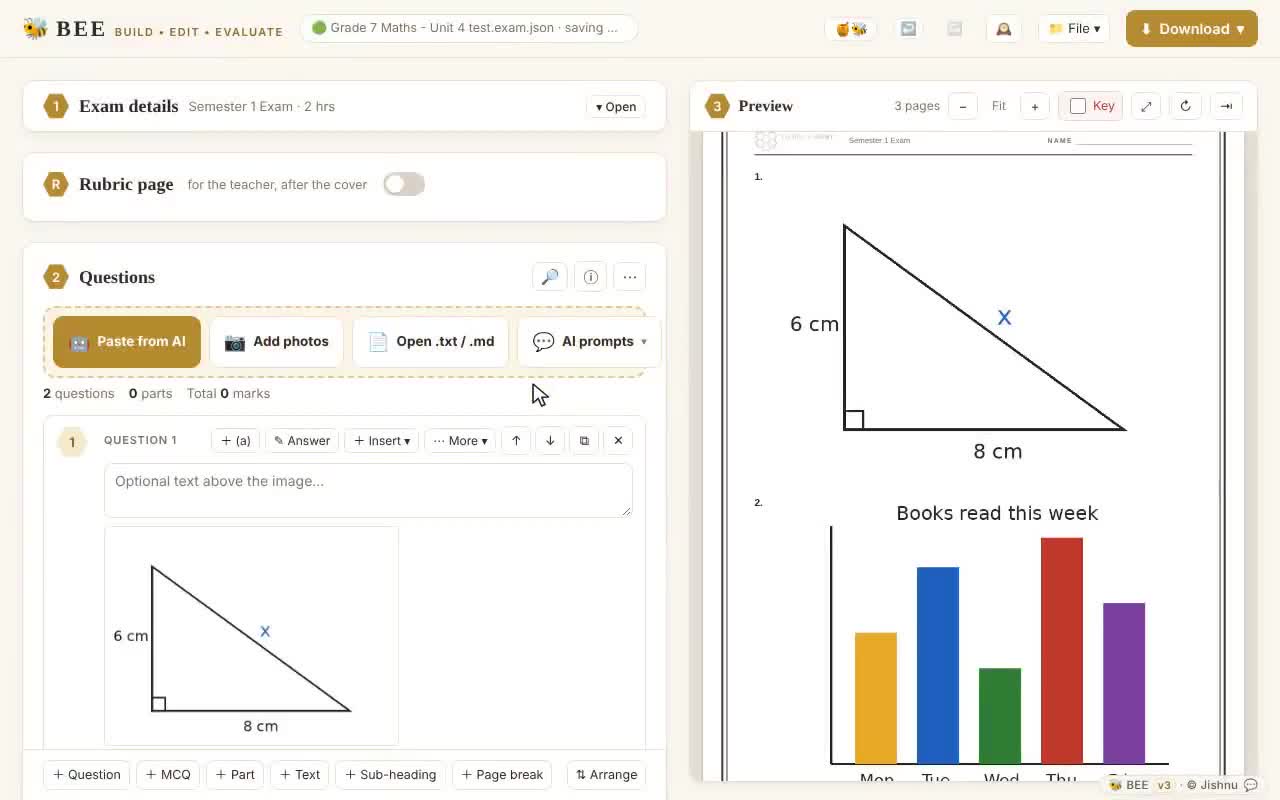 BEE BUILD • EDIT • EVALUATE
Grade 7 Maths - Unit 4 test.exam.json · saving ...
File ▾
Download ▾
1 Exam details Semester 1 Exam · 2 hrs
▾ Open
R Rubric page for the teacher, after the cover
2 Questions
Paste from AI
Add photos
Open .txt / .md
AI prompts ▾
2 questions 0 parts Total 0 marks
1 QUESTION 1
+ (a)
✎ Answer
+ Insert ▾
··· More ▾
Optional text above the image...
6 cm
x
8 cm
+ Question
+ MCQ
+ Part
+ Text
+ Sub-heading
+ Page break
⇅ Arrange
3 Preview
3 pages
− Fit +
Key
Semester 1 Exam
NAME
1.
6 cm
x
8 cm
2.
Books read this week
Mon Tue Wed Thu
BEE v3 · © Jishnu